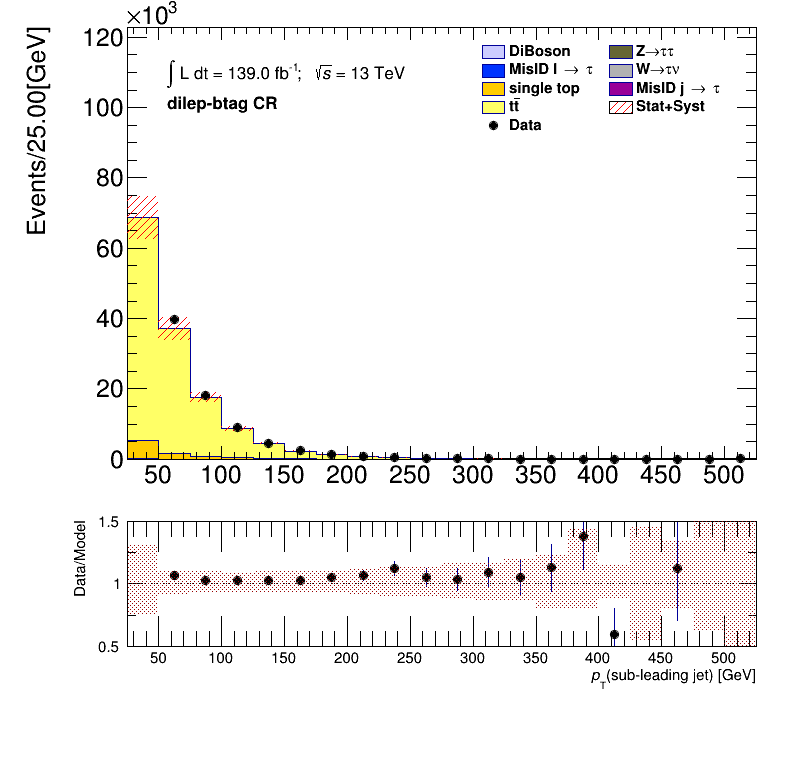 ×10³
Events/25.00[GeV]
120
100
80
60
40
20
0
∫ L dt = 139.0 fb⁻¹; √s = 13 TeV
dilep-btag CR
DiBoson
MisID l → τ
single top
tt̄
Data
Z→ττ
W→τν
MisID j → τ
Stat+Syst
50 100 150 200 250 300 350 400 450 500
Data/Model
1.5
1
0.5
50 100 150 200 250 300 350 400 450 500
p_T(sub-leading jet) [GeV]